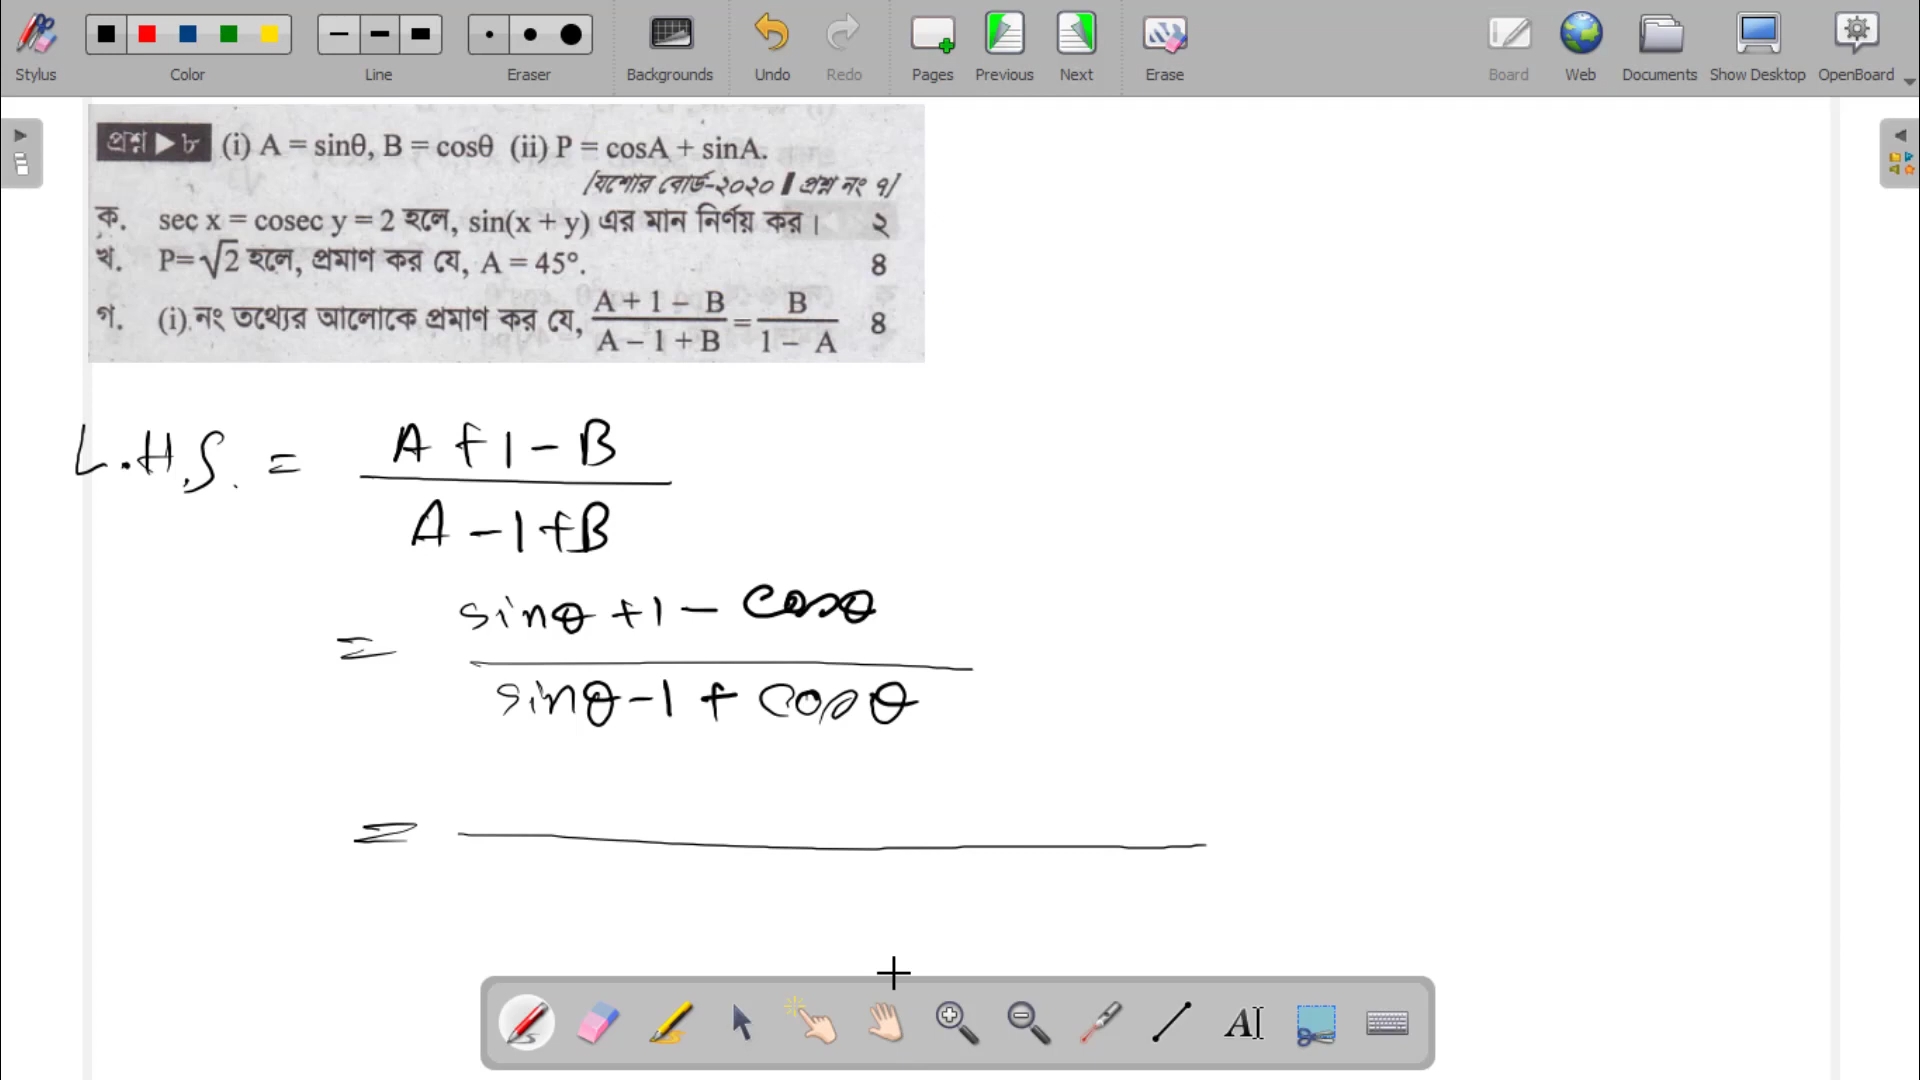 Stylus Color Line Eraser Backgrounds Undo Redo Pages Previous Next Erase Board Web Documents Show Desktop OpenBoard
প্রশ্ন ▶ ৮ (i) A = sinθ, B = cosθ (ii) P = cosA + sinA.
[যশোর বোর্ড-২০২০ ▌ প্রশ্ন নং ৭]
ক. sec x = cosec y = 2 হলে, sin(x + y) এর মান নির্ণয় কর। ২
খ. P=√2 হলে, প্রমাণ কর যে, A = 45°. ৪
গ. (i) নং তথ্যের আলোকে প্রমাণ কর যে, (A + 1 − B)/(A − 1 + B) = B/(1 − A) ৪
L.H.S. = A + 1 − B
A − 1 + B
= sinθ + 1 − cosθ
sinθ − 1 + cosθ
=